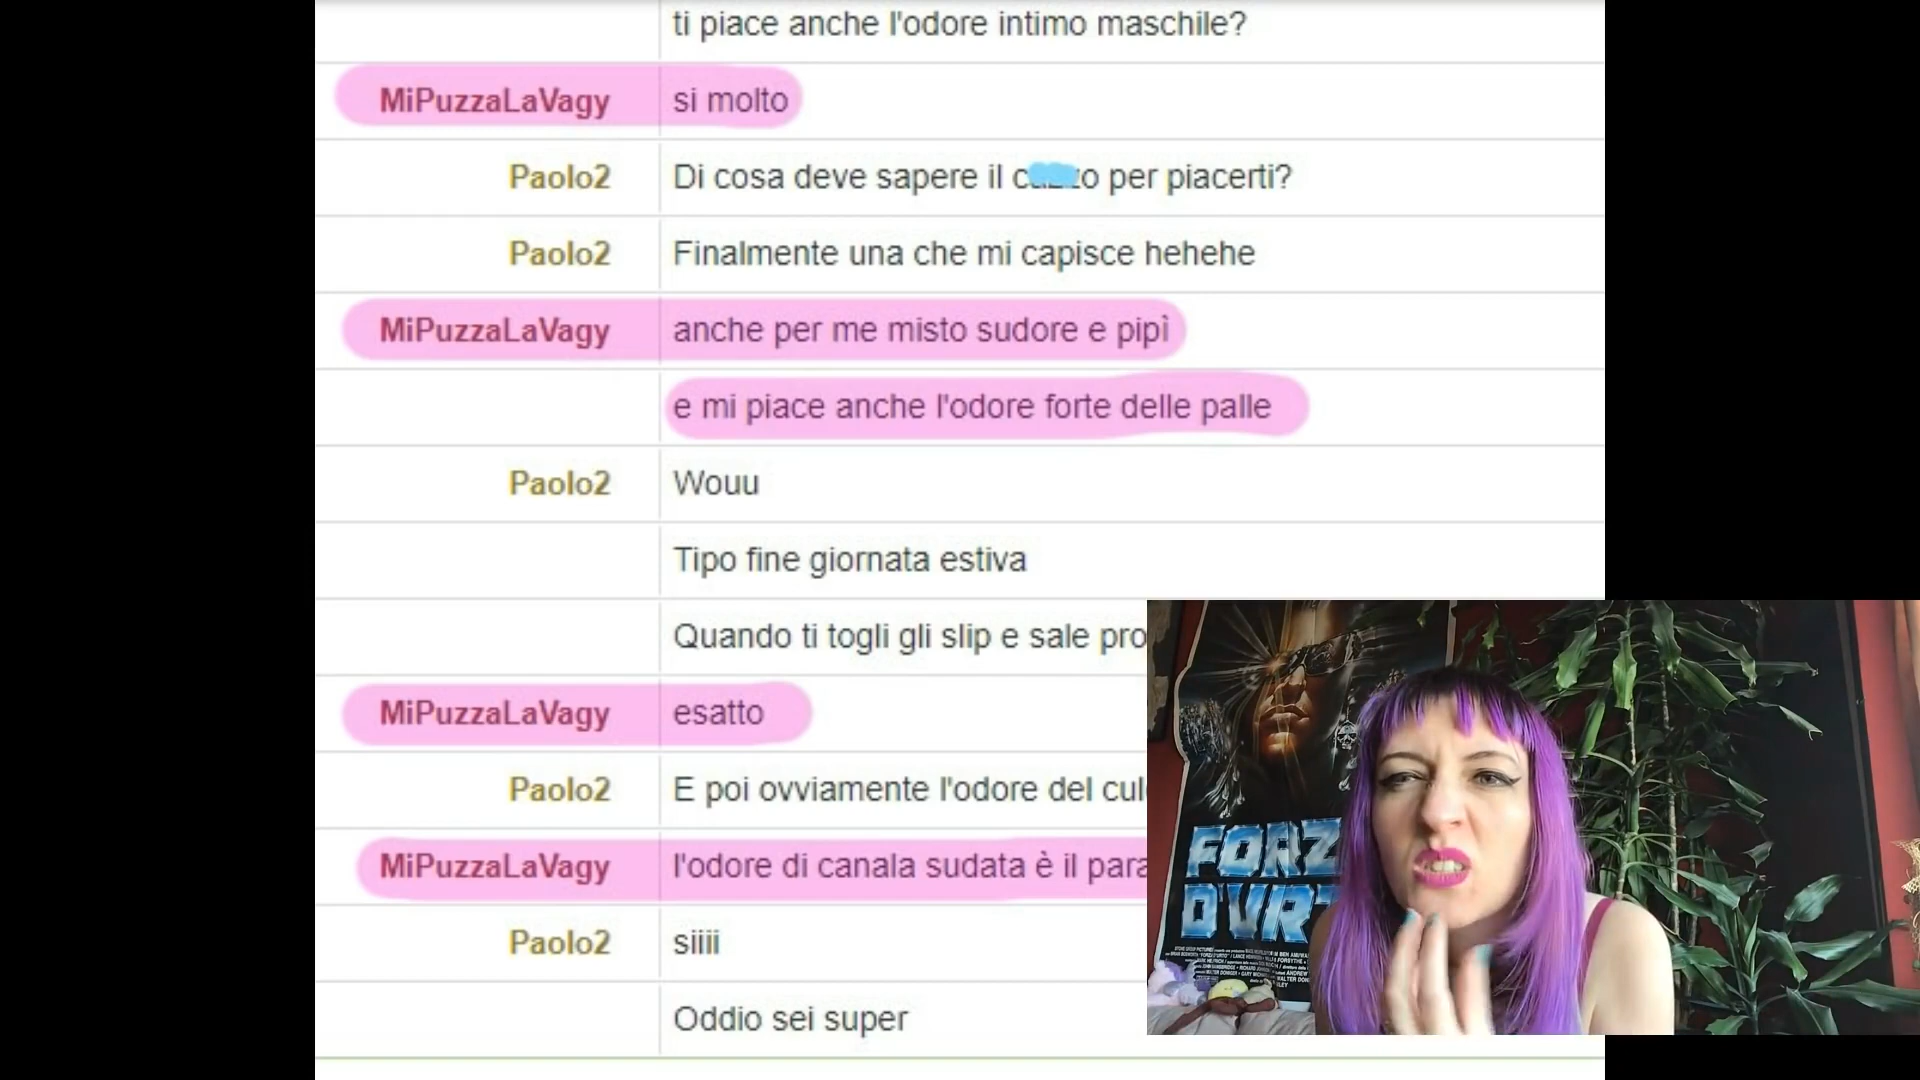 ti piace anche l'odore intimo maschile?
MiPuzzaLaVagy si molto
Paolo2 Di cosa deve sapere il c zo per piacerti?
Paolo2 Finalmente una che mi capisce hehehe
MiPuzzaLaVagy anche per me misto sudore e pipì
e mi piace anche l'odore forte delle palle
Paolo2 Wouu
Tipo fine giornata estiva
Quando ti togli gli slip e sale pro
MiPuzzaLaVagy esatto
Paolo2 E poi ovviamente l'odore del cul
MiPuzzaLaVagy l'odore di canala sudata è il para
Paolo2 siiii
Oddio sei super
FORZ
D'URT